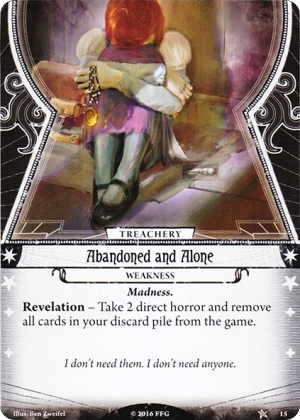 TREACHERY
Abandoned and Alone
WEAKNESS
Madness.
Revelation – Take 2 direct horror and remove
all cards in your discard pile from the game.
I don't need them. I don't need anyone.
Illus. Ben Zweifel
© 2016 FFG
15